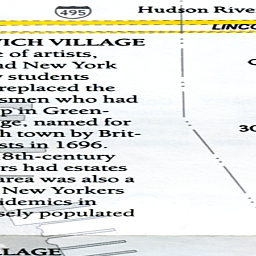 495
Hudson Rive
LINCO
VICH VILLAGE
e of artists,
nd New York
y students
replaced the
smen who had
p in Green-
ge, named for
h town by Brit-
sts in 1696.
8th-century
rs had estates
area was also a
New Yorkers
idemics in
sely populated
30
LLAGE